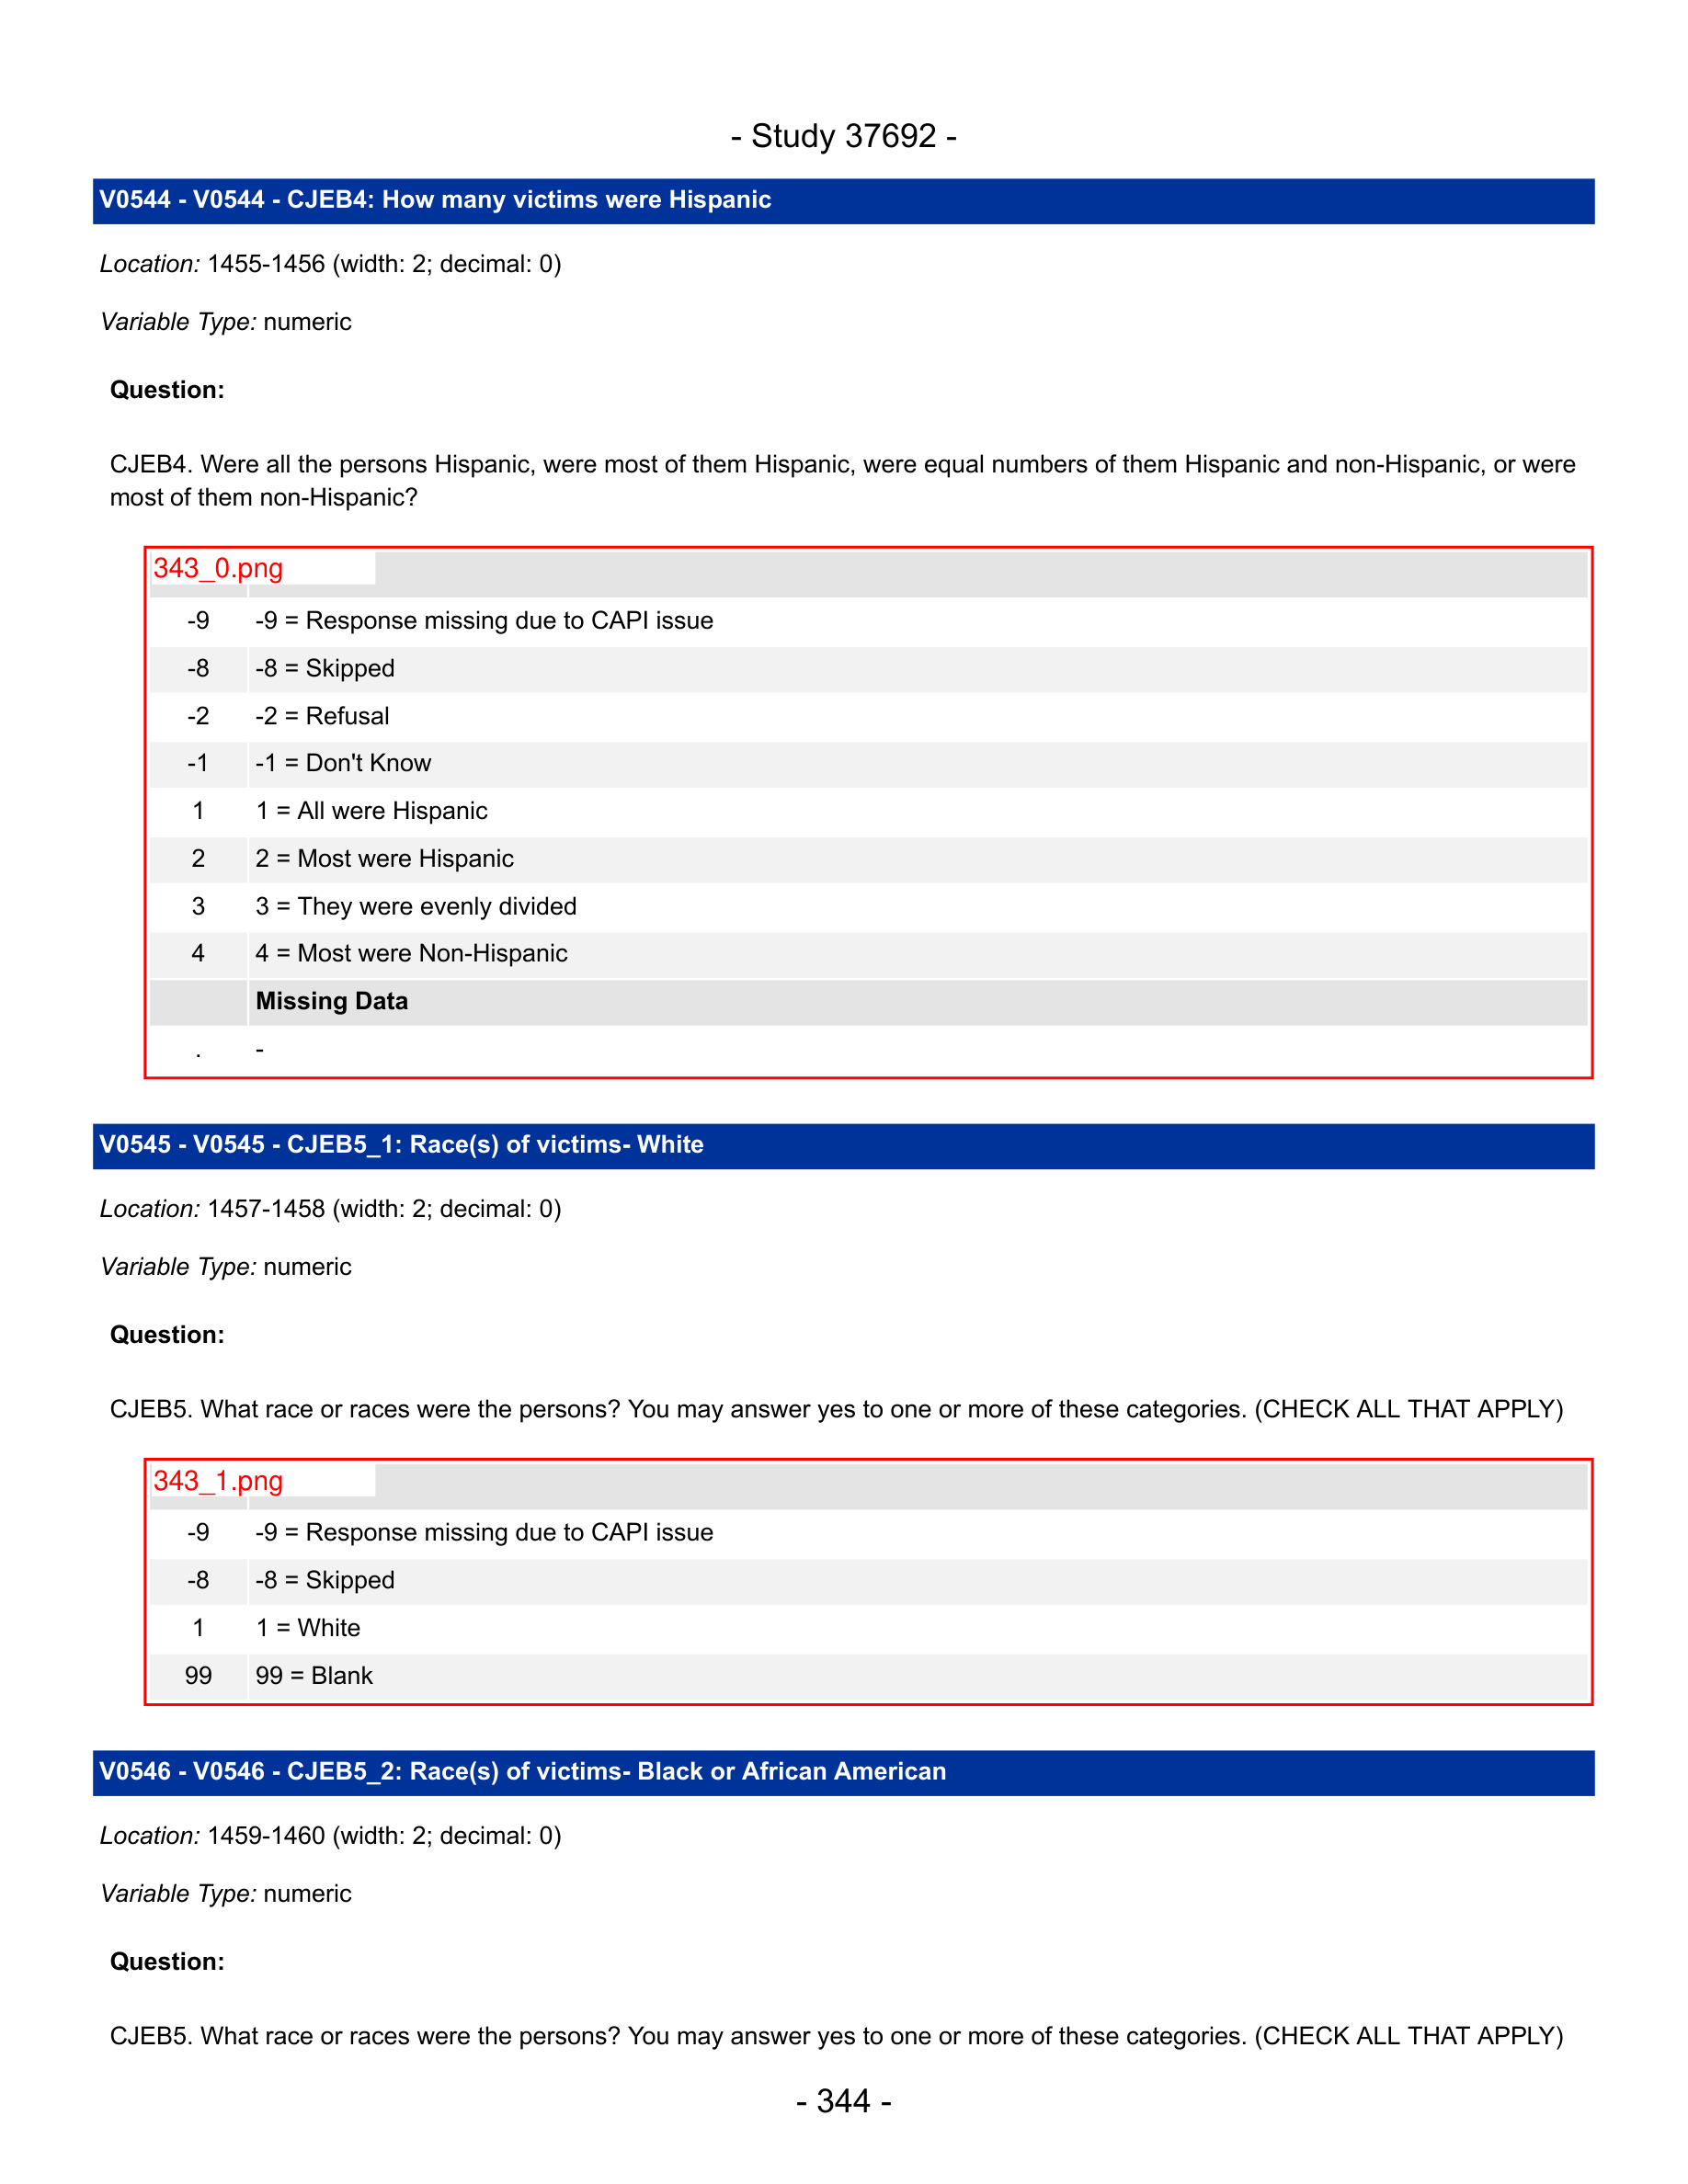 - Study 37692 -
V0544 - V0544 - CJEB4: How many victims were Hispanic
Location: 1455-1456 (width: 2; decimal: 0)
Variable Type: numeric
Question:
CJEB4. Were all the persons Hispanic, were most of them Hispanic, were equal numbers of them Hispanic and non-Hispanic, or were
most of them non-Hispanic?
343_0.png
-9 -9 = Response missing due to CAPI issue
-8 -8 = Skipped
-2 -2 = Refusal
-1 -1 = Don't Know
1 1 = All were Hispanic
2 2 = Most were Hispanic
3 3 = They were evenly divided
4 4 = Most were Non-Hispanic
Missing Data
. -
V0545 - V0545 - CJEB5_1: Race(s) of victims- White
Location: 1457-1458 (width: 2; decimal: 0)
Variable Type: numeric
Question:
CJEB5. What race or races were the persons? You may answer yes to one or more of these categories. (CHECK ALL THAT APPLY)
343_1.png
-9 -9 = Response missing due to CAPI issue
-8 -8 = Skipped
1 1 = White
99 99 = Blank
V0546 - V0546 - CJEB5_2: Race(s) of victims- Black or African American
Location: 1459-1460 (width: 2; decimal: 0)
Variable Type: numeric
Question:
CJEB5. What race or races were the persons? You may answer yes to one or more of these categories. (CHECK ALL THAT APPLY)
- 344 -